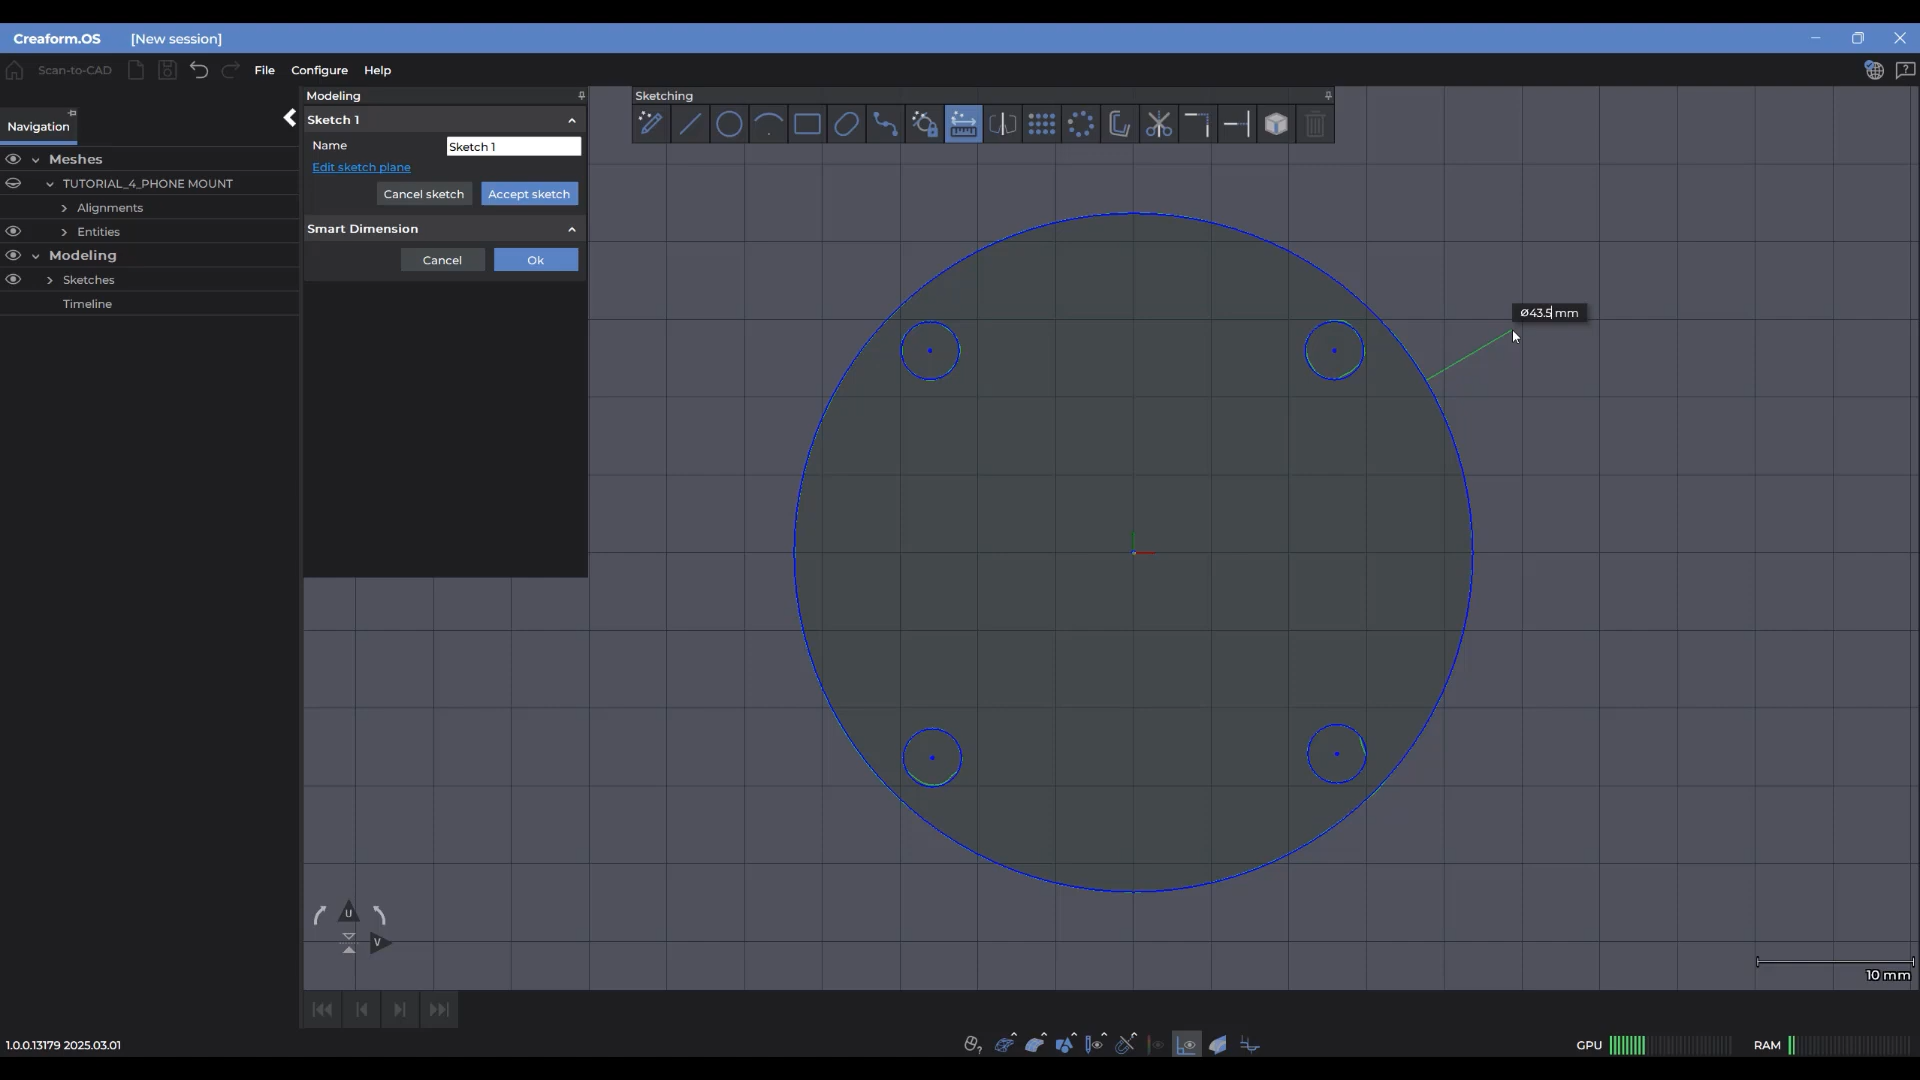 Creaform.OS [New session]
Scan-to-CAD File Configure Help
Navigation
Meshes
TUTORIAL_4_PHONE MOUNT
Alignments
Entities
Modeling
Sketches
Timeline
Modeling
Sketch 1
Name Sketch 1
Edit sketch plane
Cancel sketch Accept sketch
Smart Dimension
Cancel Ok
Sketching
Ø43.5 mm
U
V
10 mm
1.0.0.13179 2025.03.01
GPU RAM